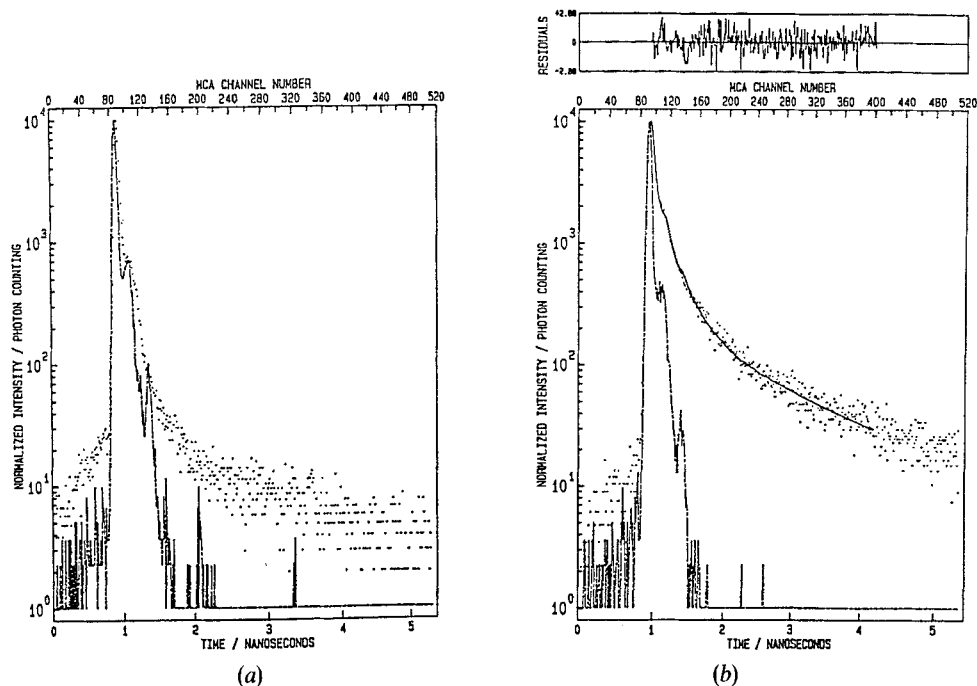 MCA CHANNEL NUMBER
0 40 80 120 160 200 240 280 320 360 400 440 480 520
10^4
10^3
10^2
10^1
10^0
NORMALIZED INTENSITY / PHOTON COUNTING
0 1 2 3 4 5
TIME / NANOSECONDS
(a)
+2.00
0
-2.00
RESIDUALS
MCA CHANNEL NUMBER
0 40 80 120 160 200 240 280 320 360 400 440 480 520
10^4
10^3
10^2
10^1
10^0
NORMALIZED INTENSITY / PHOTON COUNTING
0 1 2 3 4 5
TIME / NANOSECONDS
(b)